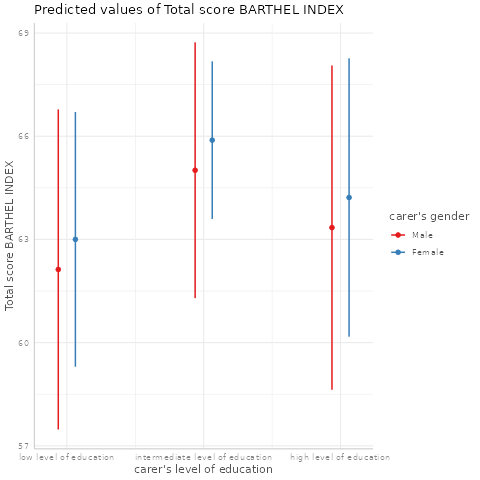 Predicted values of Total score BARTHEL INDEX
69
66
63
60
57
Total score BARTHEL INDEX
low level of education
intermediate level of education
high level of education
carer's level of education
carer's gender
Male
Female